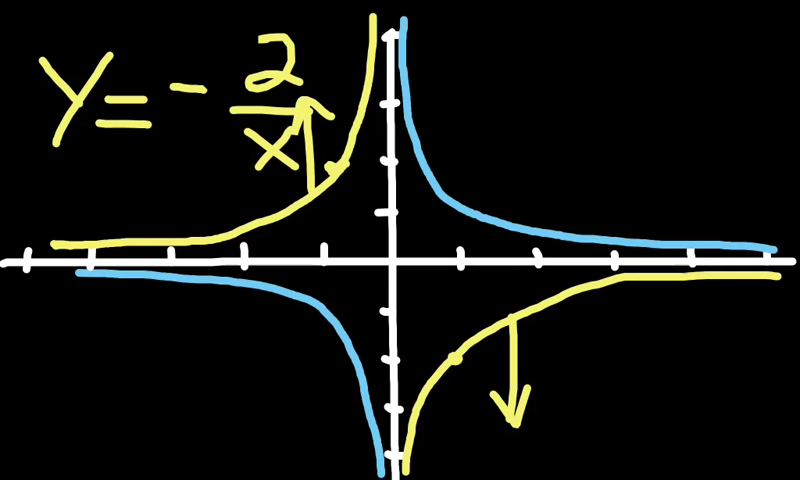 Y = - 2/x